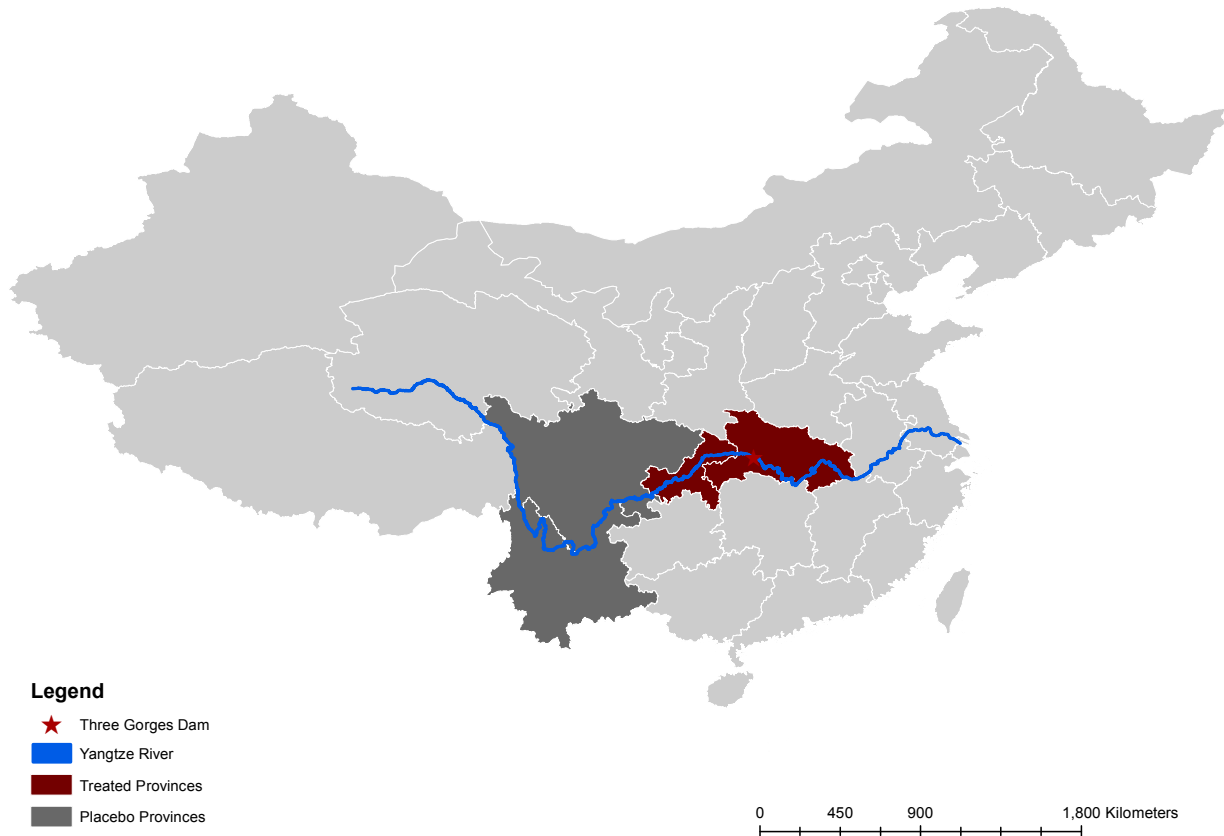 Legend
Three Gorges Dam
Yangtze River
Treated Provinces
Placebo Provinces
0 450 900 1,800 Kilometers